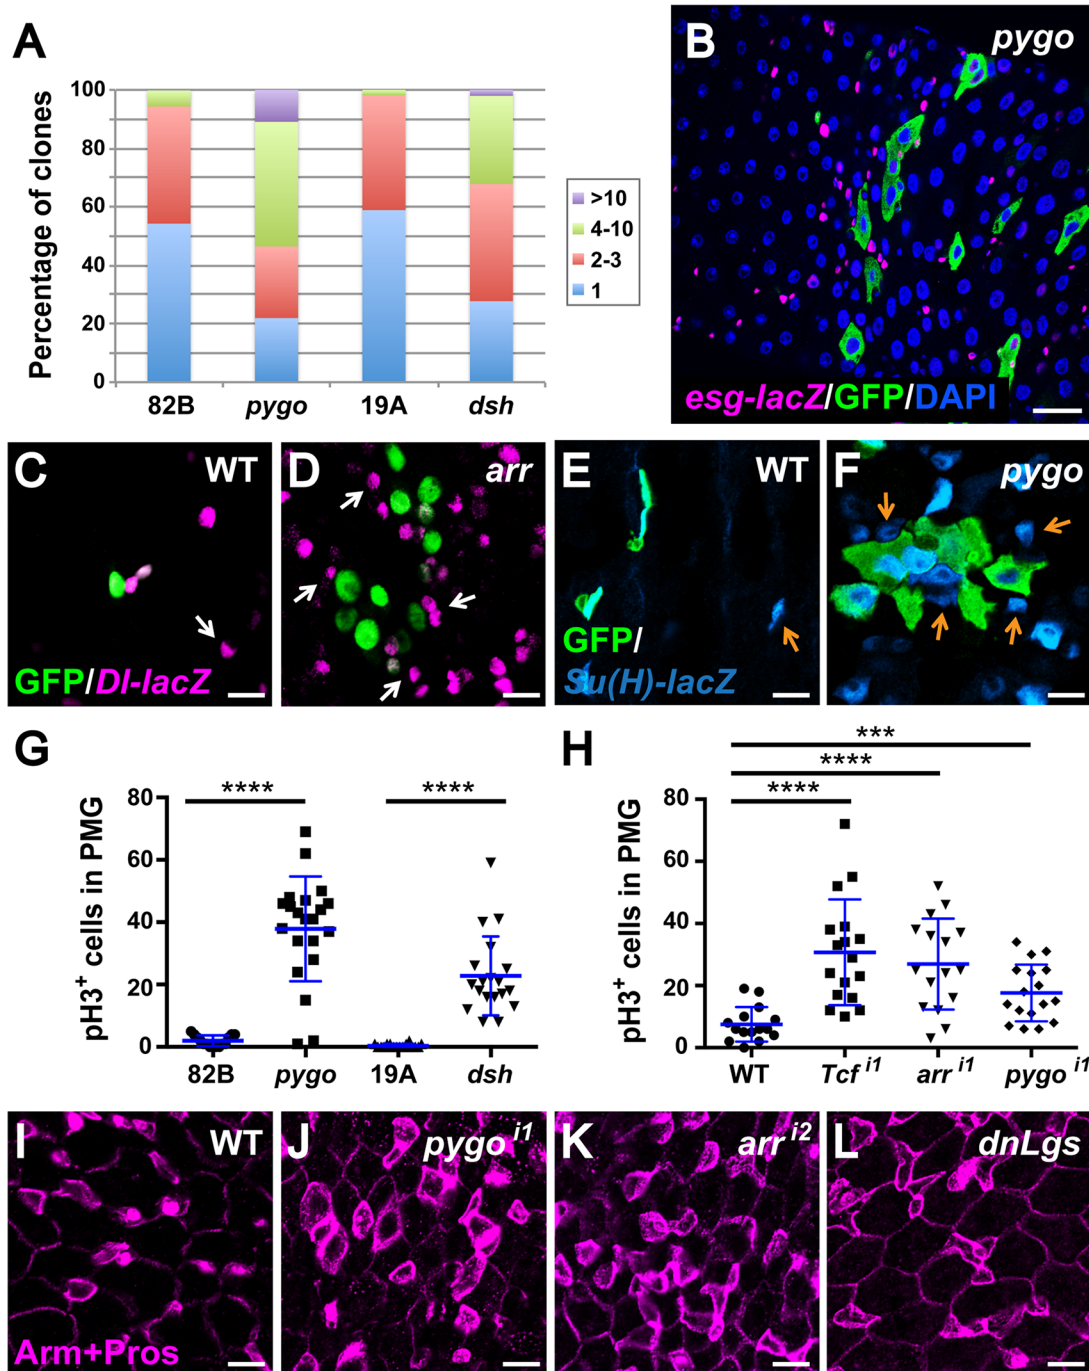 A
Percentage of clones
100
80
60
40
20
0
82B pygo 19A dsh
>10
4-10
2-3
1
B pygo
esg-lacZ/GFP/DAPI
C WT
GFP/Dl-lacZ
D arr
E WT
GFP/
Su(H)-lacZ
F pygo
G
pH3+ cells in PMG
80
60
40
20
0
**** ****
82B pygo 19A dsh
H
pH3+ cells in PMG
80
60
40
20
0
***
****
****
WT Tcf i1 arr i1 pygo i1
I WT
Arm+Pros
J pygo i1
K arr i2
L dnLgs